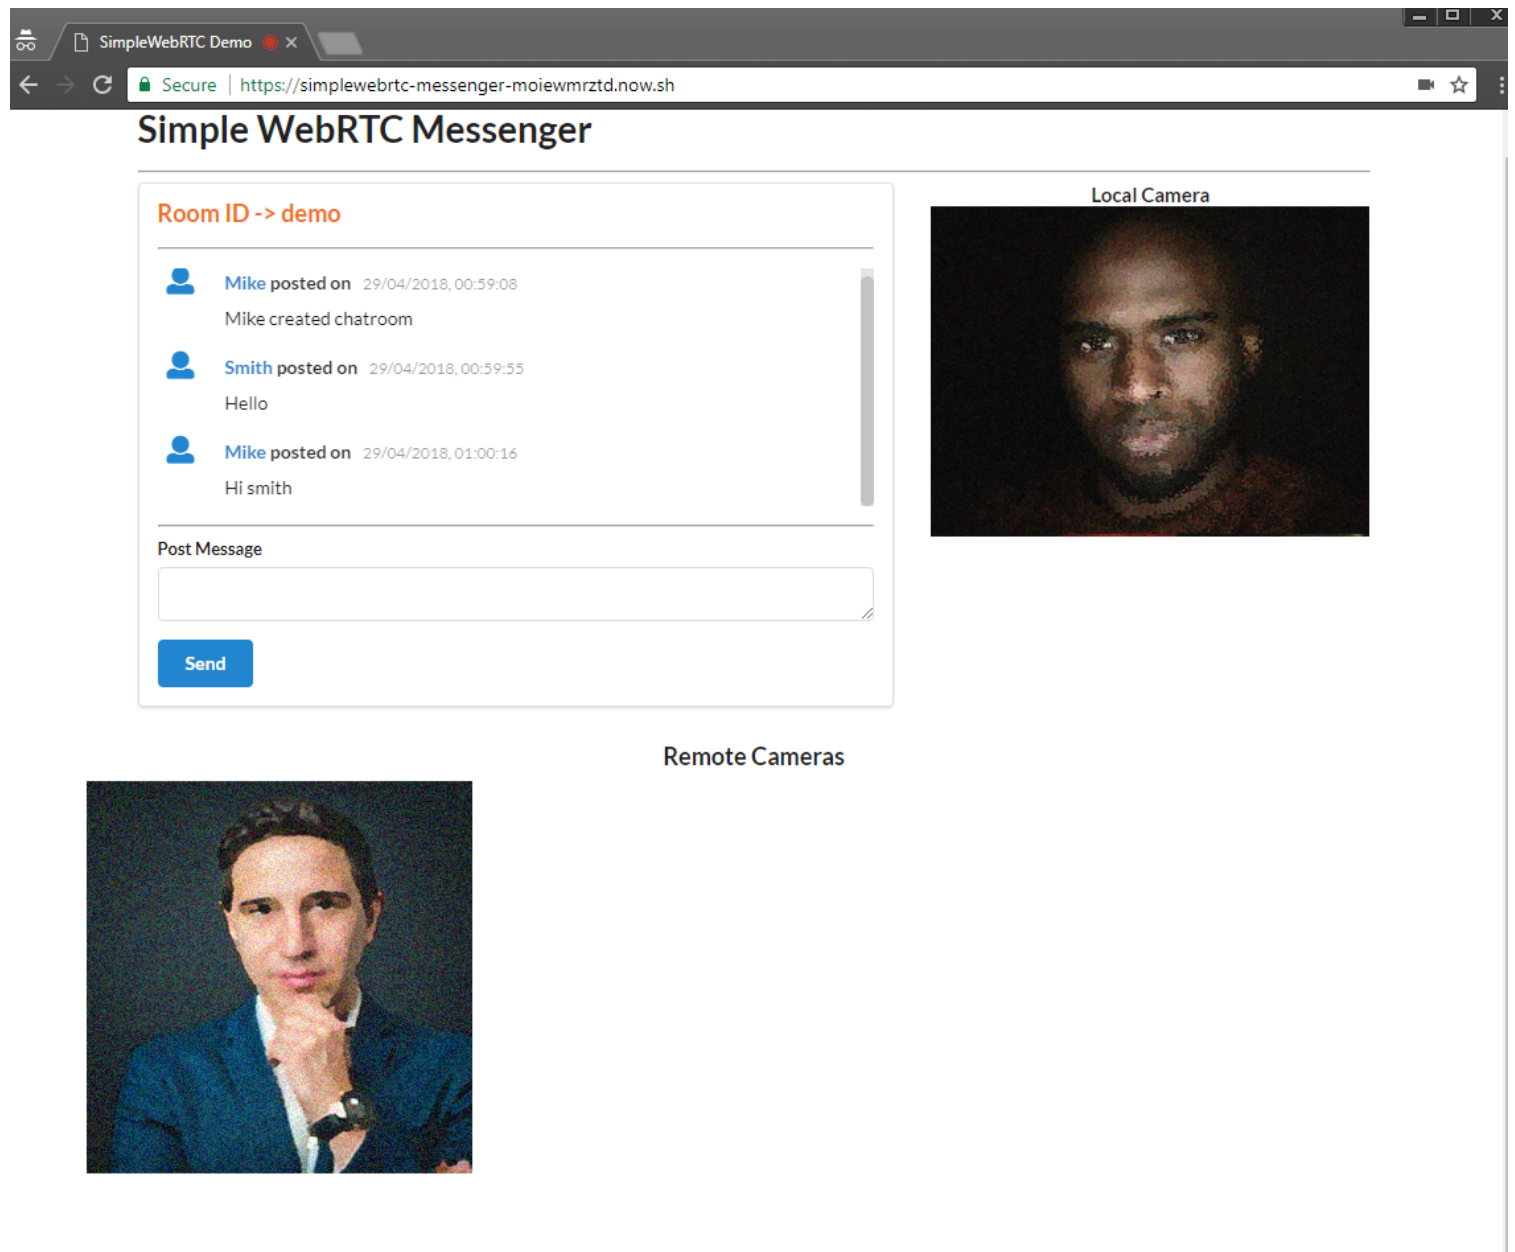 SimpleWebRTC Demo
Secure | https://simplewebrtc-messenger-moiewmrztd.now.sh
Simple WebRTC Messenger
Room ID -> demo
Local Camera
Mike posted on 29/04/2018, 00:59:08
Mike created chatroom
Smith posted on 29/04/2018, 00:59:55
Hello
Mike posted on 29/04/2018, 01:00:16
Hi smith
Post Message
Send
Remote Cameras